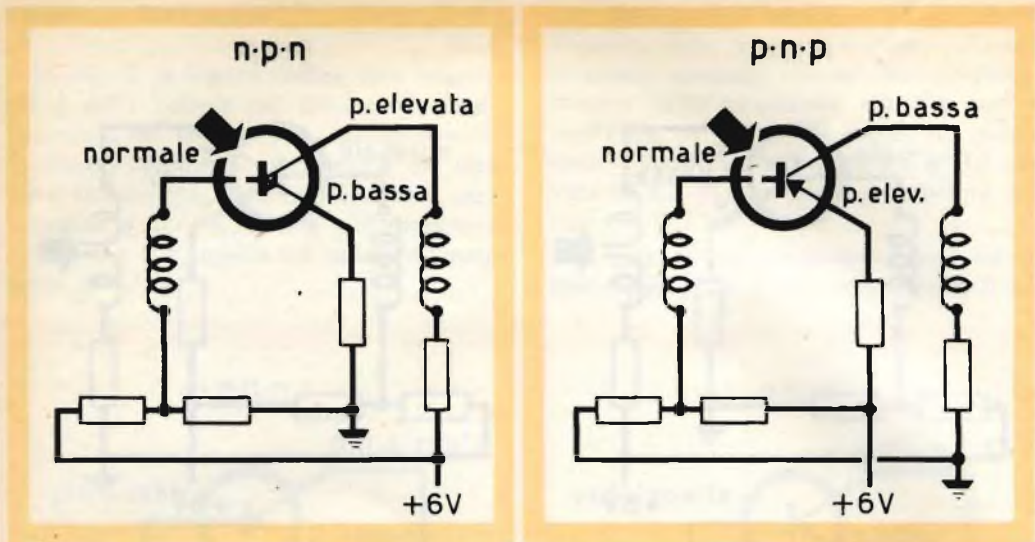 n·p·n
p.elevata
normale
p.bassa
+6V
p·n·p
p.bassa
normale
p.elev.
+6V